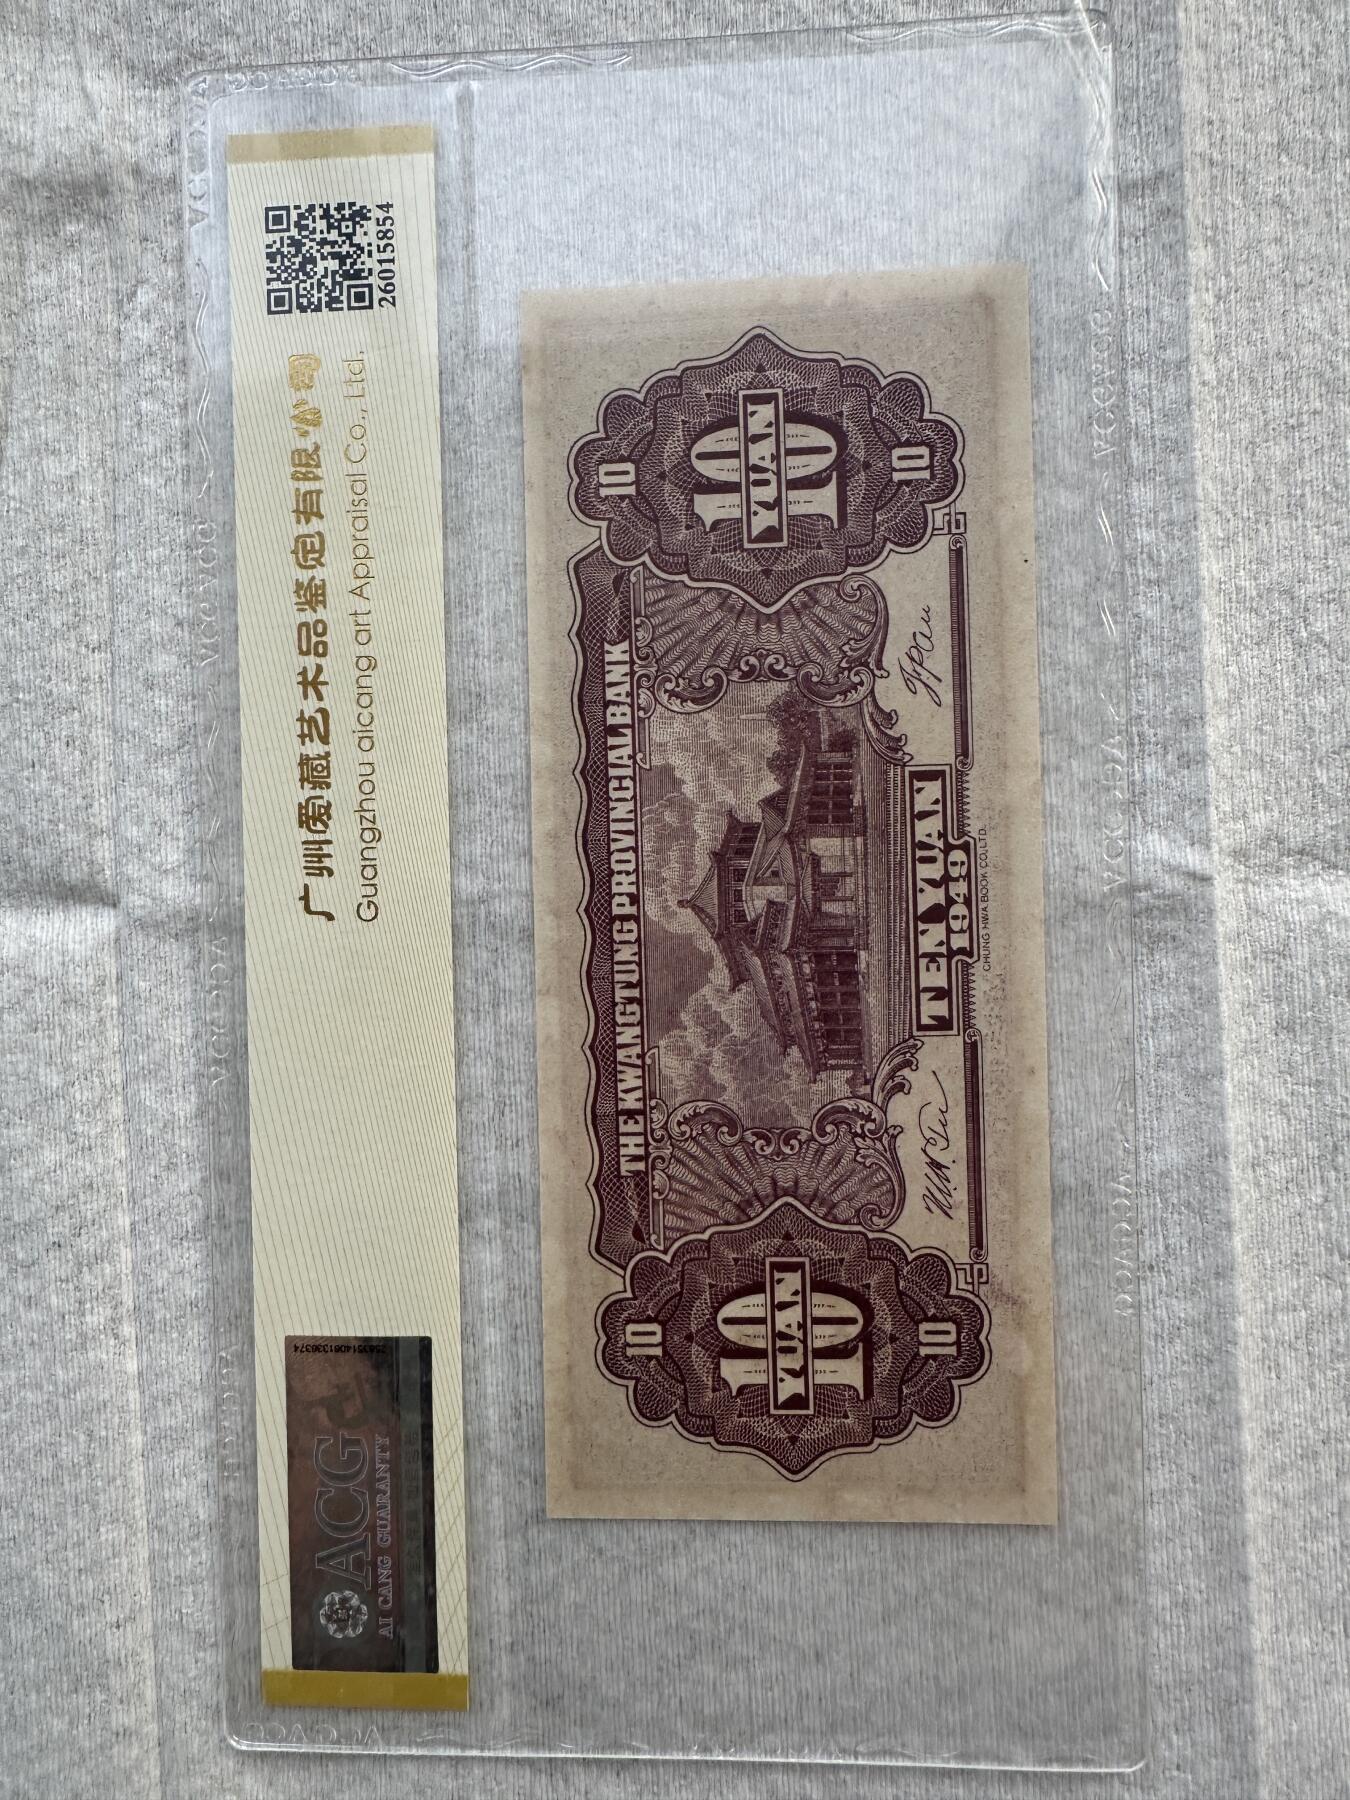 广州爱藏艺术品鉴定有限公司
Guangzhou aicang art Appraisal Co., Ltd.
26015854
ACG
AI CANG GUARANTY
THE KWANGTUNG PROVINCIAL BANK
10
10
10
YUAN
10
YUAN
10
10
TEN YUAN
1949
CHUNG HWA BOOK CO., LTD.